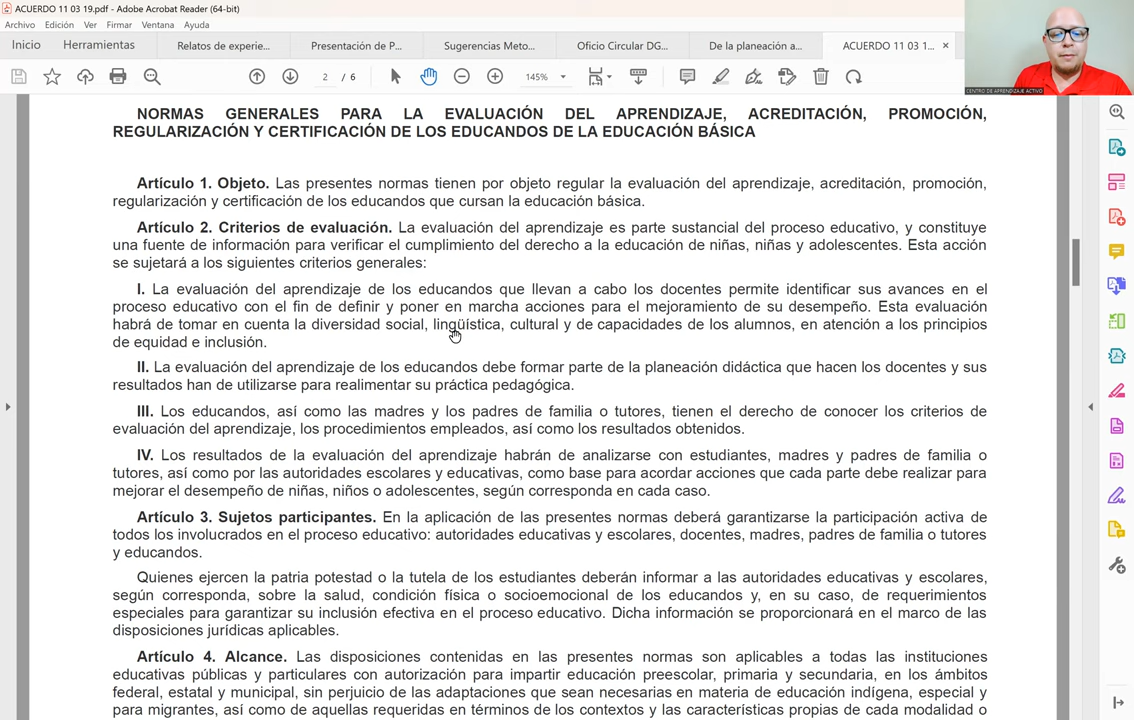 ACUERDO 11 03 19.pdf - Adobe Acrobat Reader (64-bit)
Archivo Edición Ver Firmar Ventana Ayuda
Inicio Herramientas Relatos de experie... Presentación de P... Sugerencias Meto... Oficio Circular DG... De la planeación a... ACUERDO 11 03 1... ×
2 / 6 145%
CENTRO DE APRENDIZAJE ACTIVO
NORMAS GENERALES PARA LA EVALUACIÓN DEL APRENDIZAJE, ACREDITACIÓN, PROMOCIÓN,
REGULARIZACIÓN Y CERTIFICACIÓN DE LOS EDUCANDOS DE LA EDUCACIÓN BÁSICA
Artículo 1. Objeto. Las presentes normas tienen por objeto regular la evaluación del aprendizaje, acreditación, promoción,
regularización y certificación de los educandos que cursan la educación básica.
Artículo 2. Criterios de evaluación. La evaluación del aprendizaje es parte sustancial del proceso educativo, y constituye
una fuente de información para verificar el cumplimiento del derecho a la educación de niñas, niñas y adolescentes. Esta acción
se sujetará a los siguientes criterios generales:
I. La evaluación del aprendizaje de los educandos que llevan a cabo los docentes permite identificar sus avances en el
proceso educativo con el fin de definir y poner en marcha acciones para el mejoramiento de su desempeño. Esta evaluación
habrá de tomar en cuenta la diversidad social, lingüística, cultural y de capacidades de los alumnos, en atención a los principios
de equidad e inclusión.
II. La evaluación del aprendizaje de los educandos debe formar parte de la planeación didáctica que hacen los docentes y sus
resultados han de utilizarse para realimentar su práctica pedagógica.
III. Los educandos, así como las madres y los padres de familia o tutores, tienen el derecho de conocer los criterios de
evaluación del aprendizaje, los procedimientos empleados, así como los resultados obtenidos.
IV. Los resultados de la evaluación del aprendizaje habrán de analizarse con estudiantes, madres y padres de familia o
tutores, así como por las autoridades escolares y educativas, como base para acordar acciones que cada parte debe realizar para
mejorar el desempeño de niñas, niños o adolescentes, según corresponda en cada caso.
Artículo 3. Sujetos participantes. En la aplicación de las presentes normas deberá garantizarse la participación activa de
todos los involucrados en el proceso educativo: autoridades educativas y escolares, docentes, madres, padres de familia o tutores
y educandos.
Quienes ejercen la patria potestad o la tutela de los estudiantes deberán informar a las autoridades educativas y escolares,
según corresponda, sobre la salud, condición física o socioemocional de los educandos y, en su caso, de requerimientos
especiales para garantizar su inclusión efectiva en el proceso educativo. Dicha información se proporcionará en el marco de las
disposiciones jurídicas aplicables.
Artículo 4. Alcance. Las disposiciones contenidas en las presentes normas son aplicables a todas las instituciones
educativas públicas y particulares con autorización para impartir educación preescolar, primaria y secundaria, en los ámbitos
federal, estatal y municipal, sin perjuicio de las adaptaciones que sean necesarias en materia de educación indígena, especial y
para migrantes, así como de aquellas requeridas en términos de los contextos y las características propias de cada modalidad o